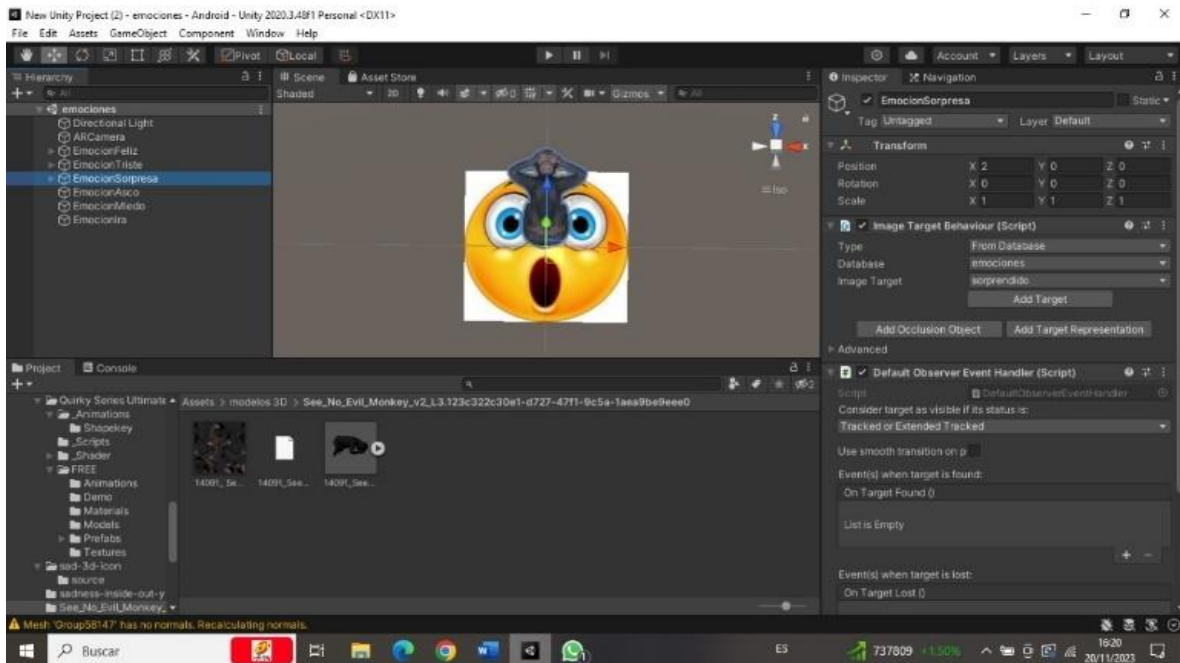 New Unity Project (2) - emociones - Android - Unity 2020.3.48f1 Personal <DX11>
File Edit Assets GameObject Component Window Help
Pivot Local Account Layers Layout
Hierarchy
All
emociones
Directional Light
ARCamera
EmocionFeliz
EmocionTriste
EmocionSorpresa
EmocionAsco
EmocionMiedo
EmocionIra
Scene Asset Store
Shaded 2D Gizmos All
z
x
Iso
Inspector Navigation
EmocionSorpresa Static
Tag Untagged Layer Default
Transform
Position X 2 Y 0 Z 0
Rotation X 0 Y 0 Z 0
Scale X 1 Y 1 Z 1
Image Target Behaviour (Script)
Type From Database
Database emociones
Image Target sorprendido
Add Target
Add Occlusion Object Add Target Representation
Advanced
Default Observer Event Handler (Script)
Script DefaultObserverEventHandler
Consider target as visible if its status is:
Tracked or Extended Tracked
Use smooth transition on p
Event(s) when target is found:
On Target Found ()
List is Empty
Event(s) when target is lost:
On Target Lost ()
Project Console
Quirky Series Ultimate
_Animations
Shapekey
_Scripts
_Shader
FREE
Animations
Demo
Materials
Models
Prefabs
Textures
sad-3d-icon
source
sadness-inside-out-y
See_No_Evil_Monkey_
Assets > modelos 3D > See_No_Evil_Monkey_v2_L3.123c322c30e1-d727-47f1-9c5a-1aea9be9eee0
14091_Se... 14091_See... 14091_See...
Mesh 'Group58147' has no normals. Recalculating normals.
Buscar
ES
737809 +1.50%
16:20
20/11/2023